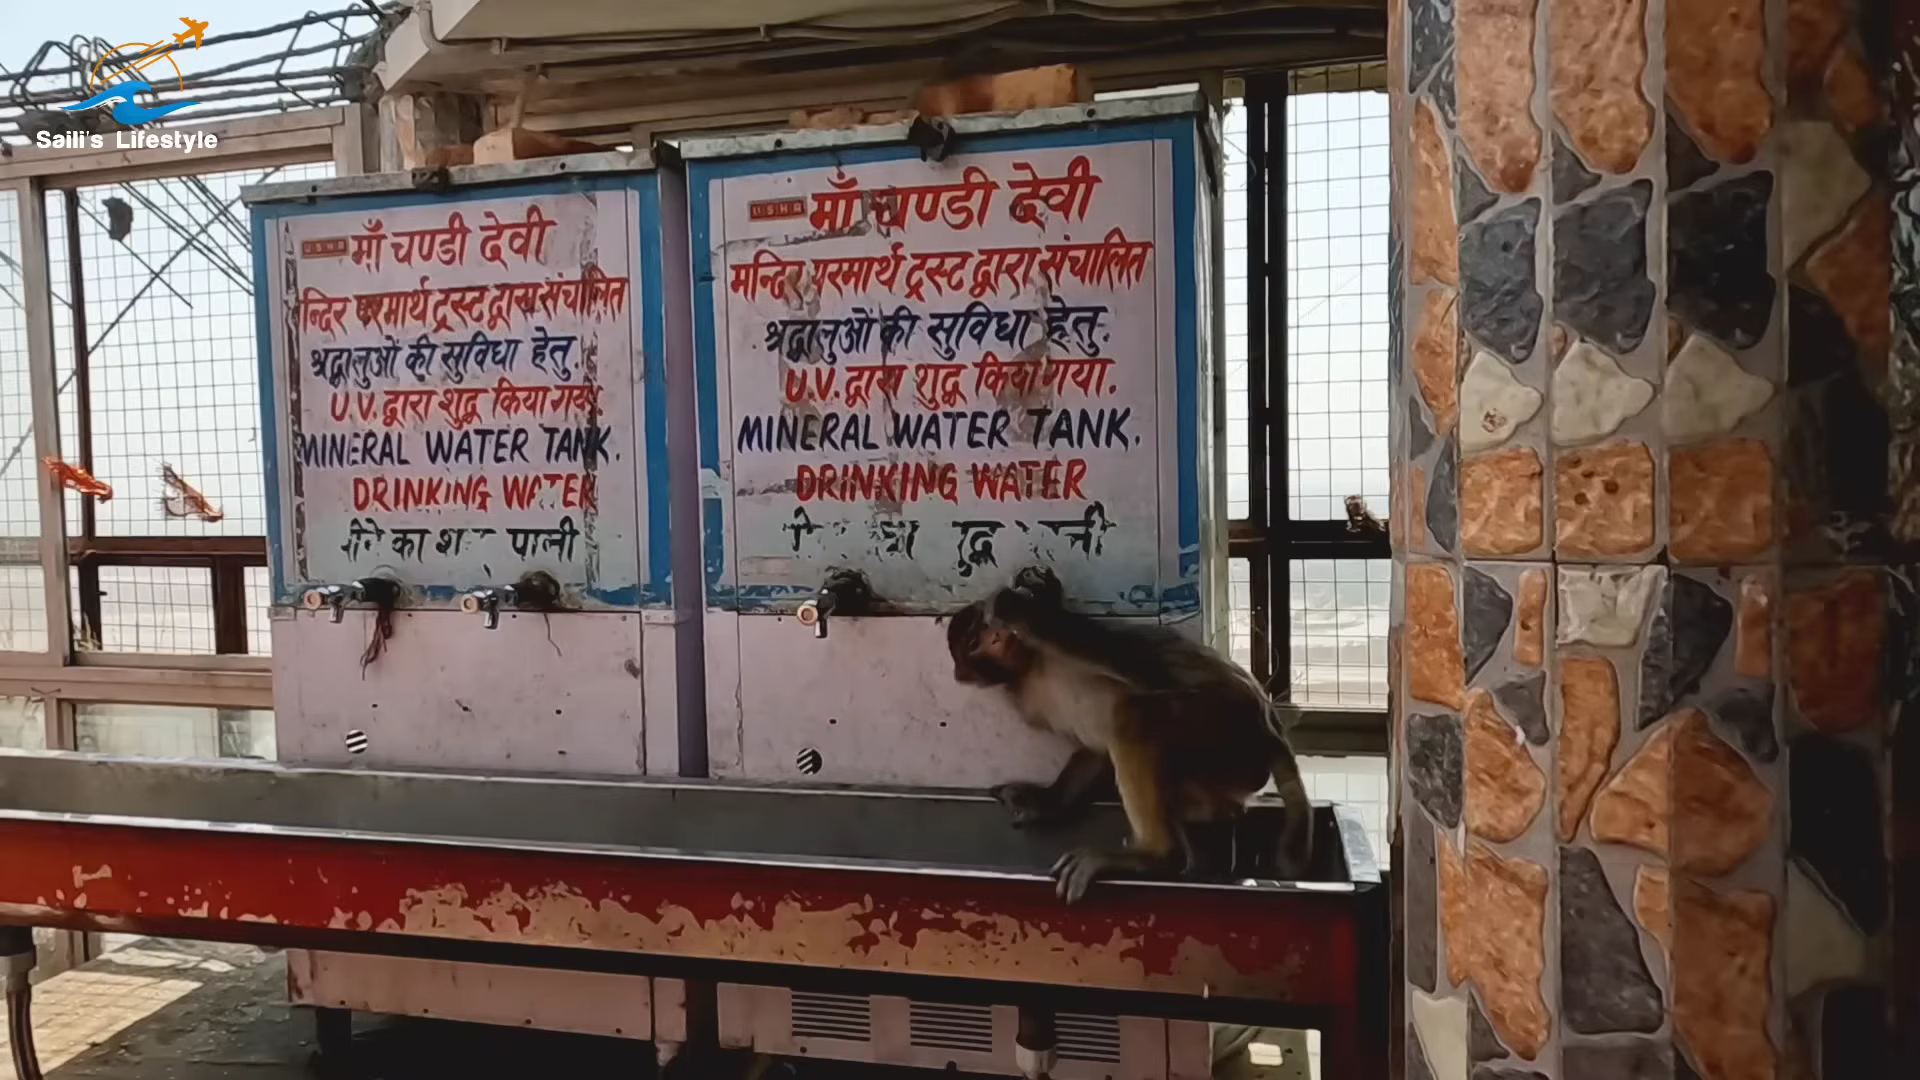 Saili's Lifestyle
USHA माँ चण्डी देवी
न्दिर परमार्थ ट्रस्ट द्वारा संचालित
श्रद्धालुओं की सुविधा हेतु.
U.V. द्वारा शुद्ध किया गया.
MINERAL WATER TANK.
DRINKING WATER
पीने का पानी
USHA माँ चण्डी देवी
मन्दिर परमार्थ ट्रस्ट द्वारा संचालित
श्रद्धालुओं की सुविधा हेतु.
U.V. द्वारा शुद्ध किया गया.
MINERAL WATER TANK.
DRINKING WATER